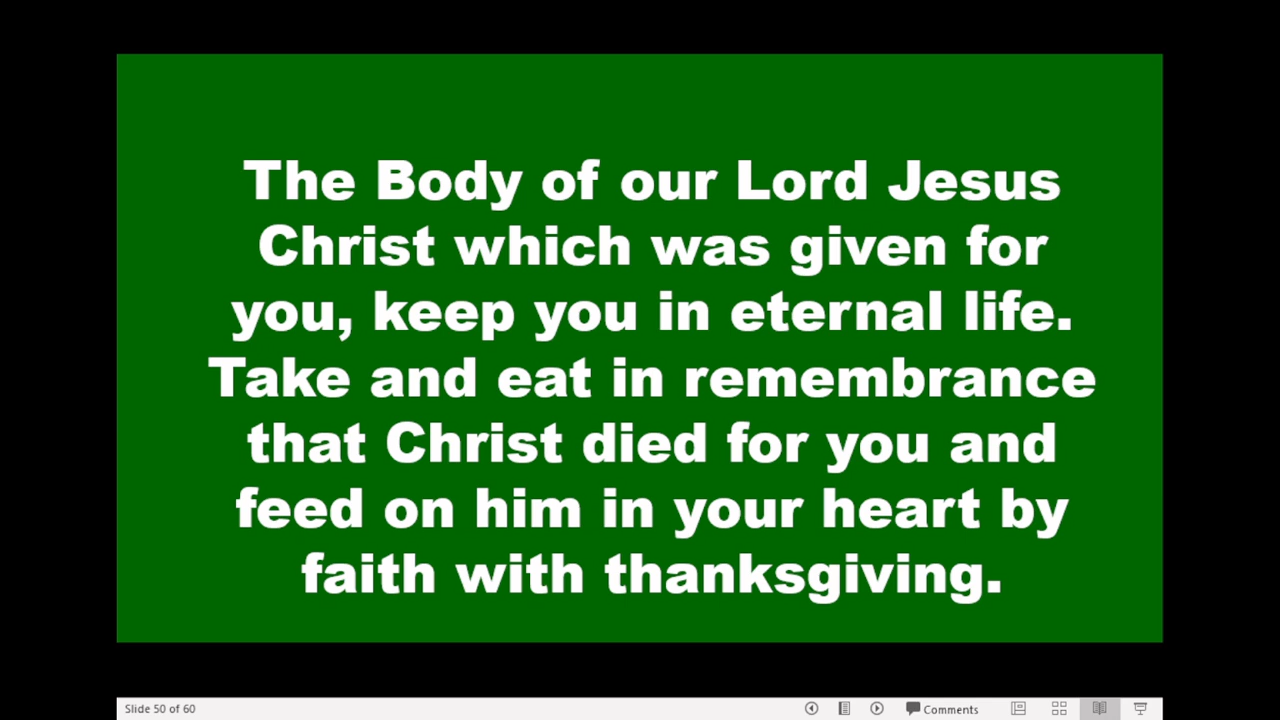 The Body of our Lord Jesus
Christ which was given for
you, keep you in eternal life.
Take and eat in remembrance
that Christ died for you and
feed on him in your heart by
faith with thanksgiving.
Slide 50 of 60
Comments